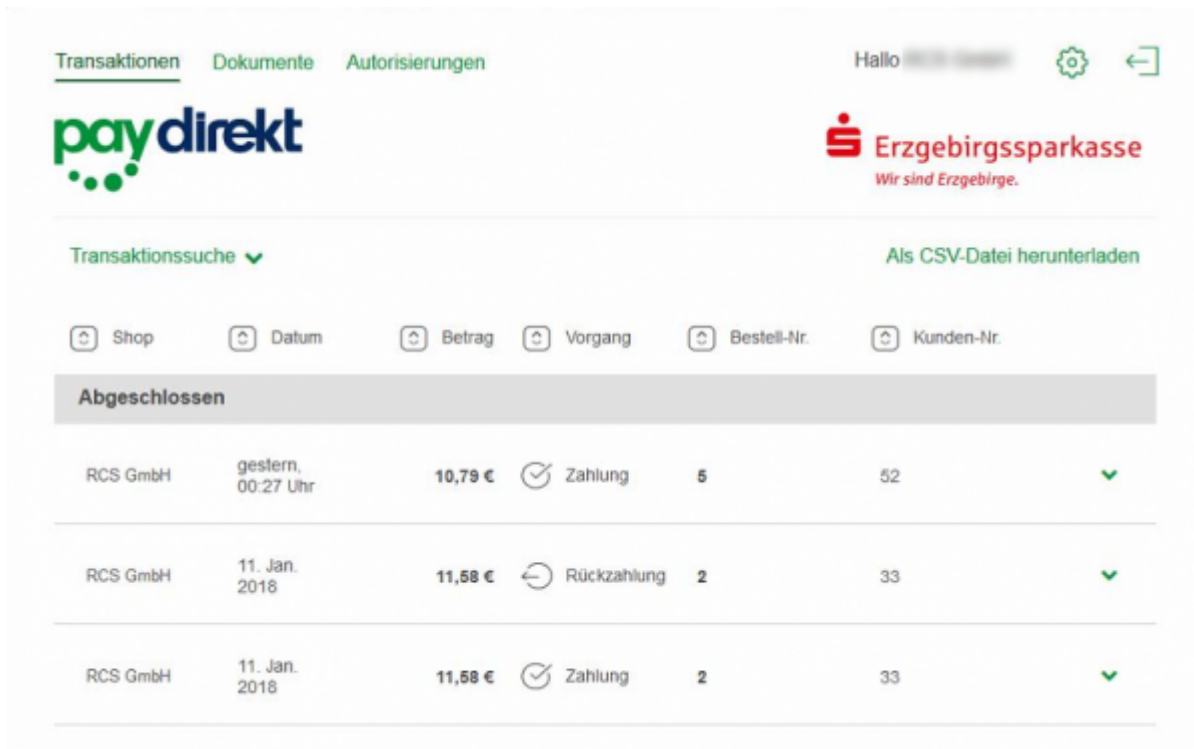 Transaktionen Dokumente Autorisierungen Hallo
paydirekt
Erzgebirgssparkasse
Wir sind Erzgebirge.
Transaktionssuche Als CSV-Datei herunterladen
Shop Datum Betrag Vorgang Bestell-Nr. Kunden-Nr.
Abgeschlossen
RCS GmbH gestern, 00:27 Uhr 10,79 € Zahlung 5 52
RCS GmbH 11. Jan. 2018 11,58 € Rückzahlung 2 33
RCS GmbH 11. Jan. 2018 11,58 € Zahlung 2 33